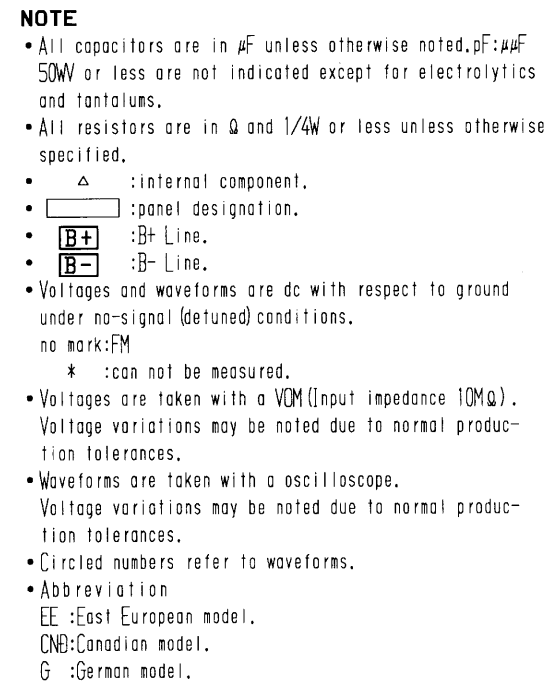 NOTE
• All capacitors are in μF unless otherwise noted. pF:μμF
50WV or less are not indicated except for electrolytics
and tantalums.
• All resistors are in Ω and 1/4W or less unless otherwise
specified.
• △ :internal component.
• :panel designation.
• B+ :B+ Line.
• B- :B- Line.
• Voltages and waveforms are dc with respect to ground
under no-signal (detuned) conditions.
no mark:FM
* :can not be measured.
• Voltages are taken with a VOM (Input impedance 10MΩ).
Voltage variations may be noted due to normal produc-
tion tolerances.
• Waveforms are taken with a oscilloscope.
Voltage variations may be noted due to normal produc-
tion tolerances.
• Circled numbers refer to waveforms.
• Abbreviation
EE :East European model.
CND:Canadian model.
G :German model.